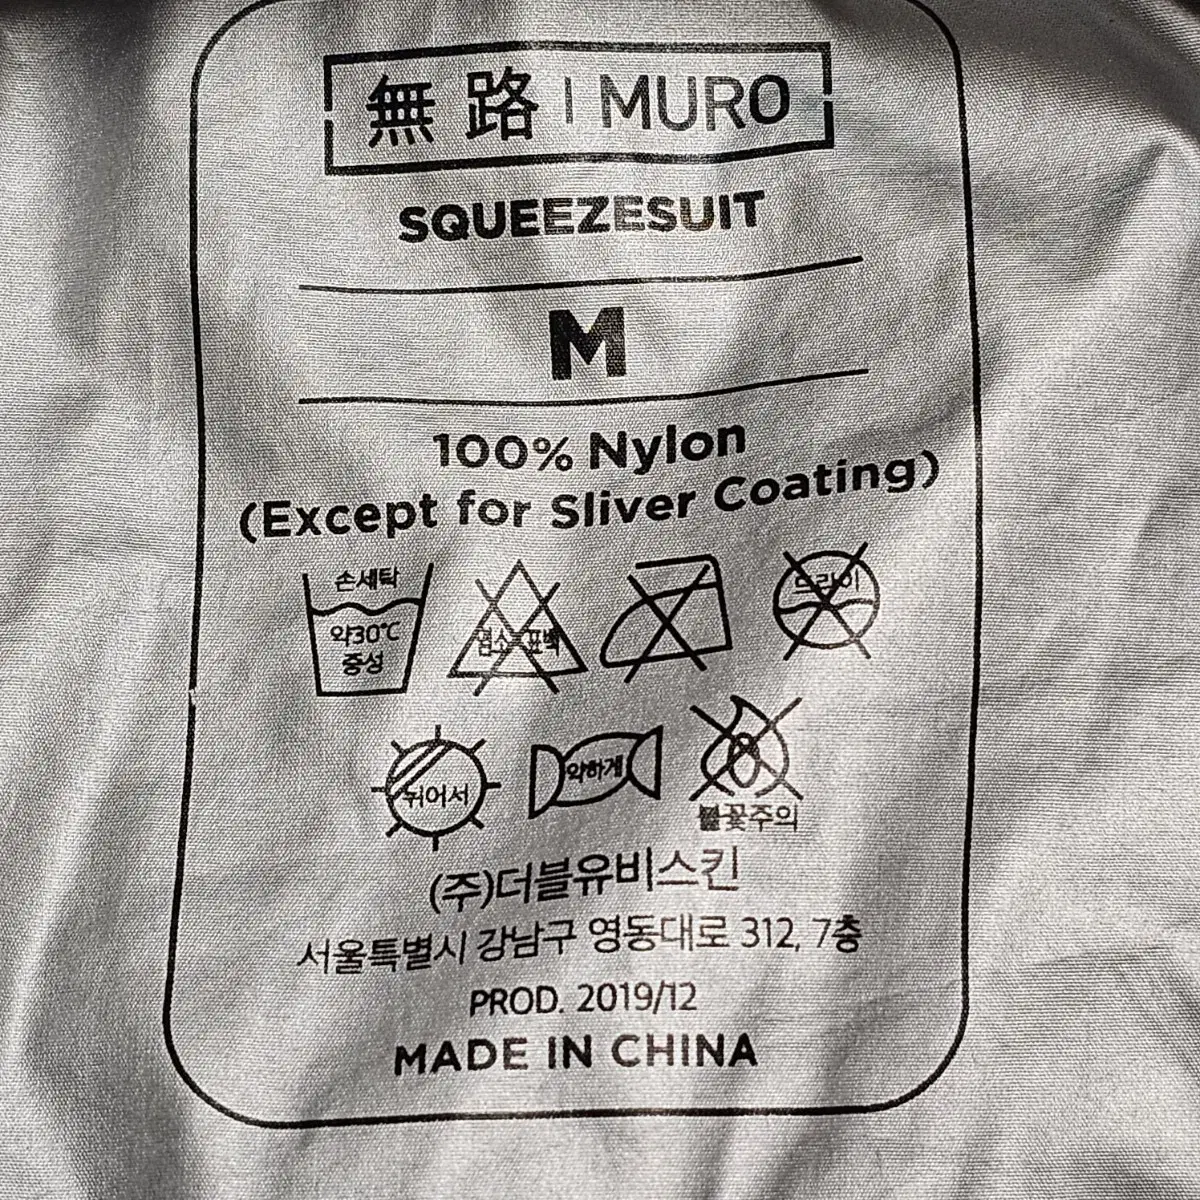 無路 | MURO
SQUEEZESUIT
M
100% Nylon
(Except for Sliver Coating)
손세탁
약30℃
중성
염소 표백
드라이
뉘어서
약하게
불꽃주의
(주)더블유비스킨
서울특별시 강남구 영동대로 312, 7층
PROD. 2019/12
MADE IN CHINA